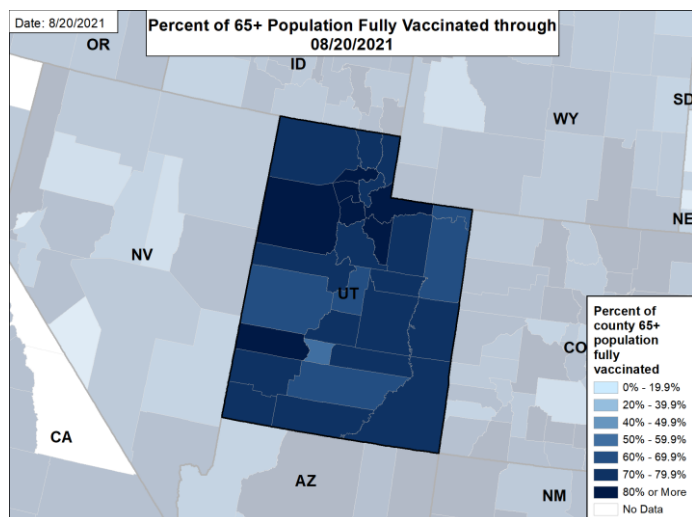 Date: 8/20/2021
Percent of 65+ Population Fully Vaccinated through
08/20/2021
OR
ID
WY
SD
NE
NV
UT
CO
CA
AZ
NM
Percent of
county 65+
population
fully
vaccinated
0% - 19.9%
20% - 39.9%
40% - 49.9%
50% - 59.9%
60% - 69.9%
70% - 79.9%
80% or More
No Data